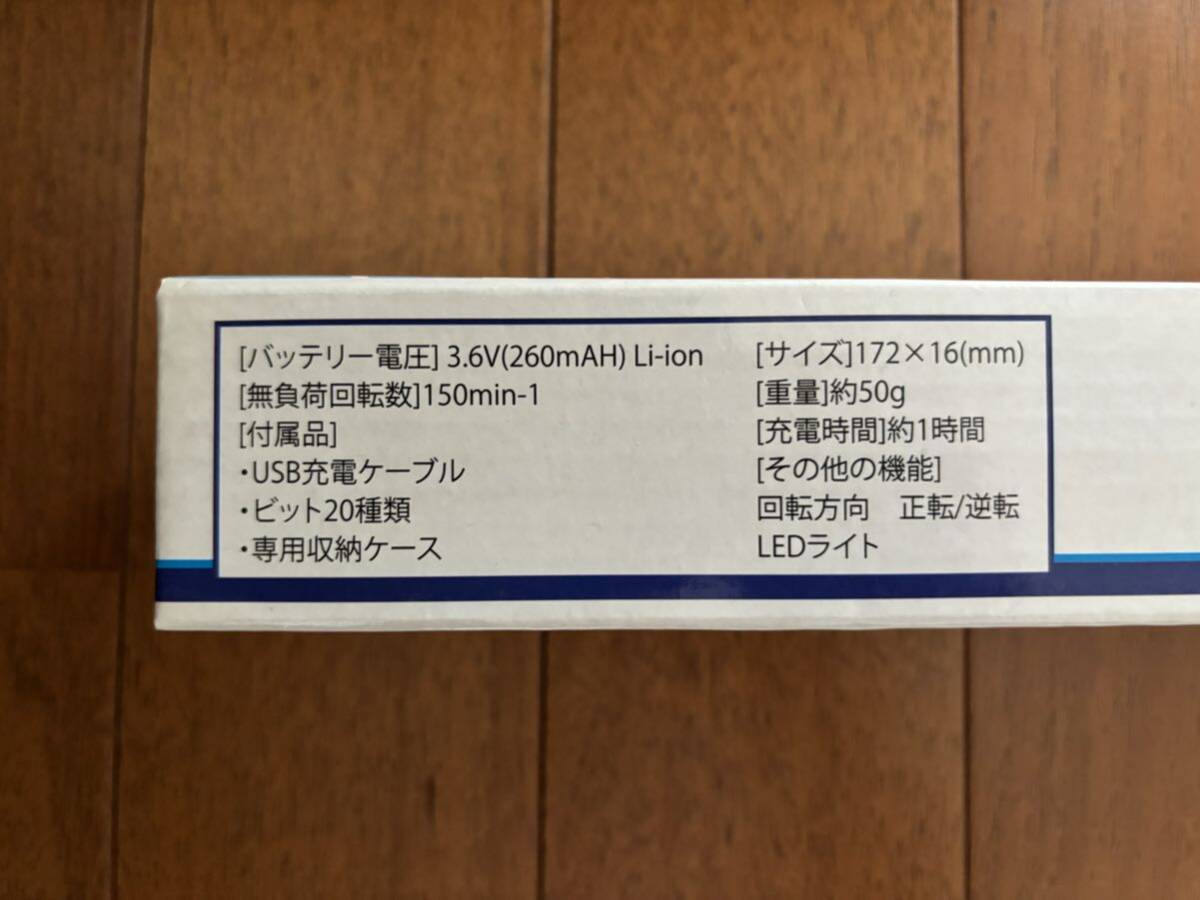 [バッテリー電圧] 3.6V(260mAH) Li-ion
[無負荷回転数]150min-1
[付属品]
・USB充電ケーブル
・ビット20種類
・専用収納ケース
[サイズ]172×16(mm)
[重量]約50g
[充電時間]約1時間
[その他の機能]
回転方向　正転/逆転
LEDライト